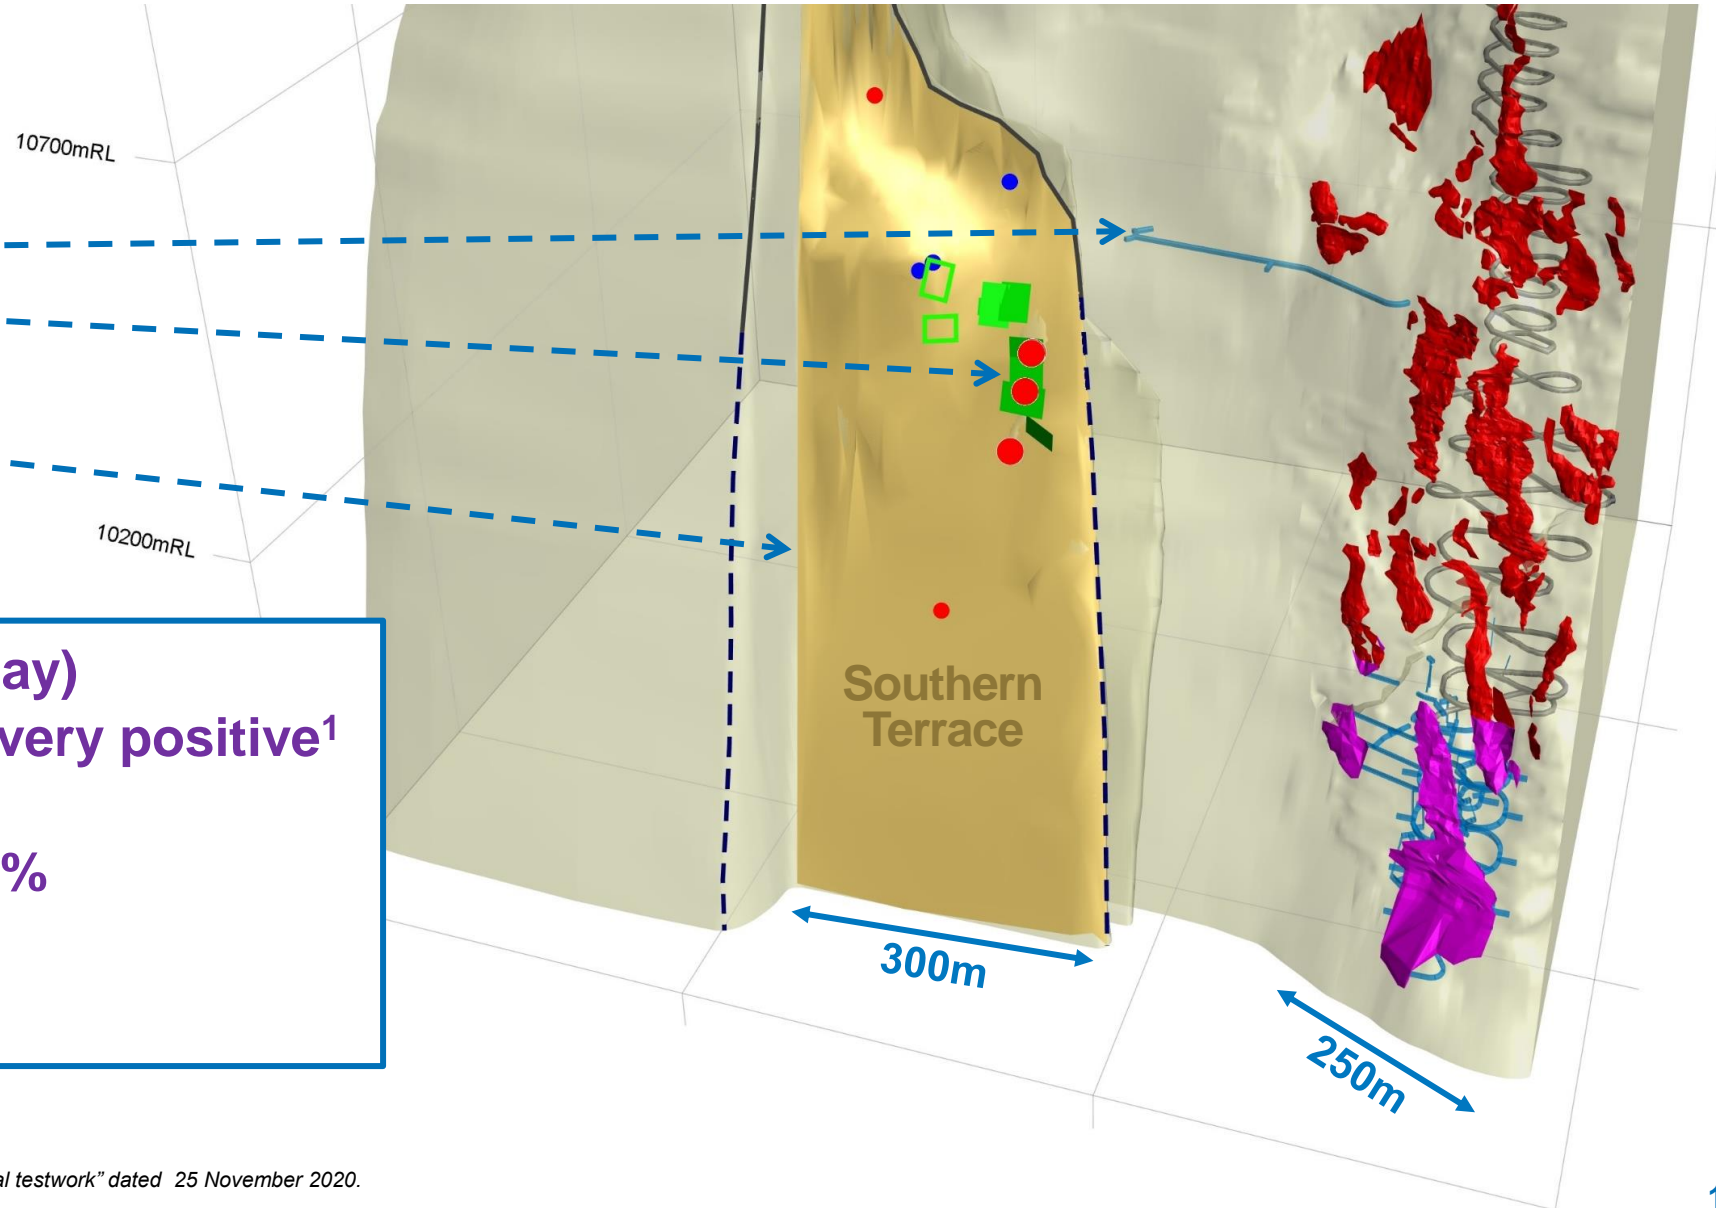 10700mRL
10200mRL
ay)
very positive¹
%
Southern
Terrace
300m
250m
al testwork” dated 25 November 2020.